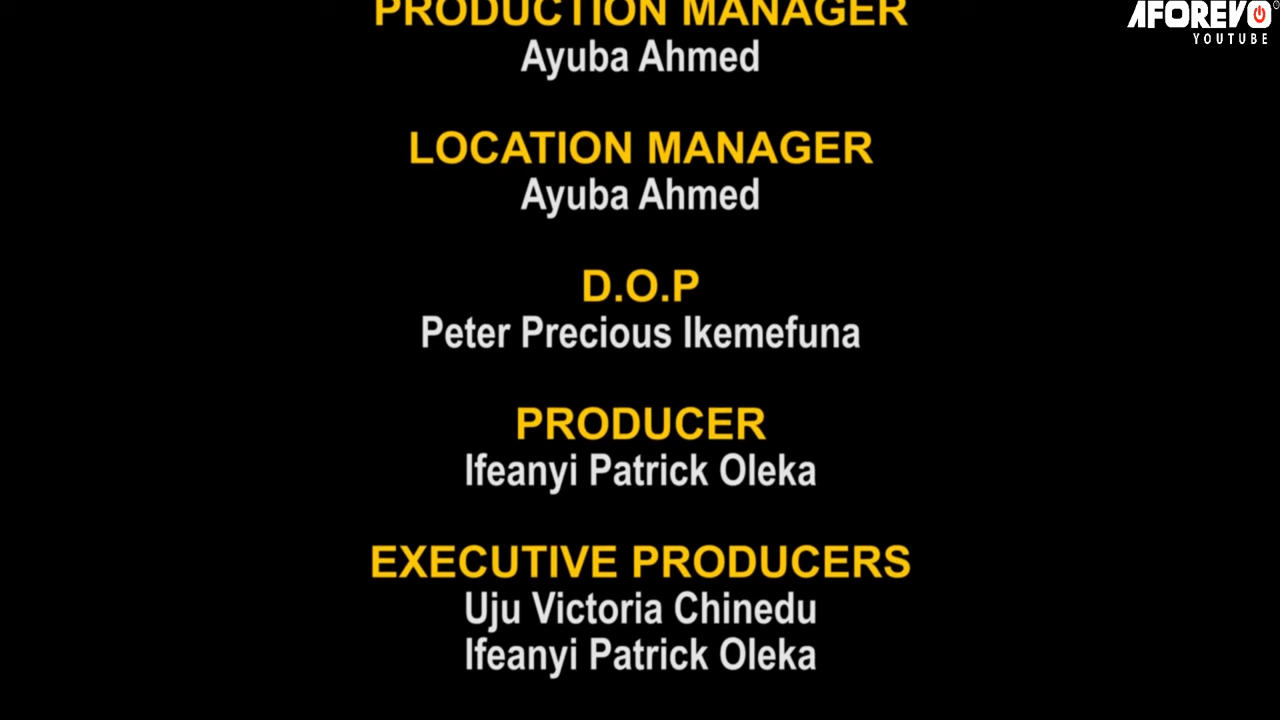 PRODUCTION MANAGER
Ayuba Ahmed
LOCATION MANAGER
Ayuba Ahmed
D.O.P
Peter Precious Ikemefuna
PRODUCER
Ifeanyi Patrick Oleka
EXECUTIVE PRODUCERS
Uju Victoria Chinedu
Ifeanyi Patrick Oleka
AFOREVO
YOUTUBE